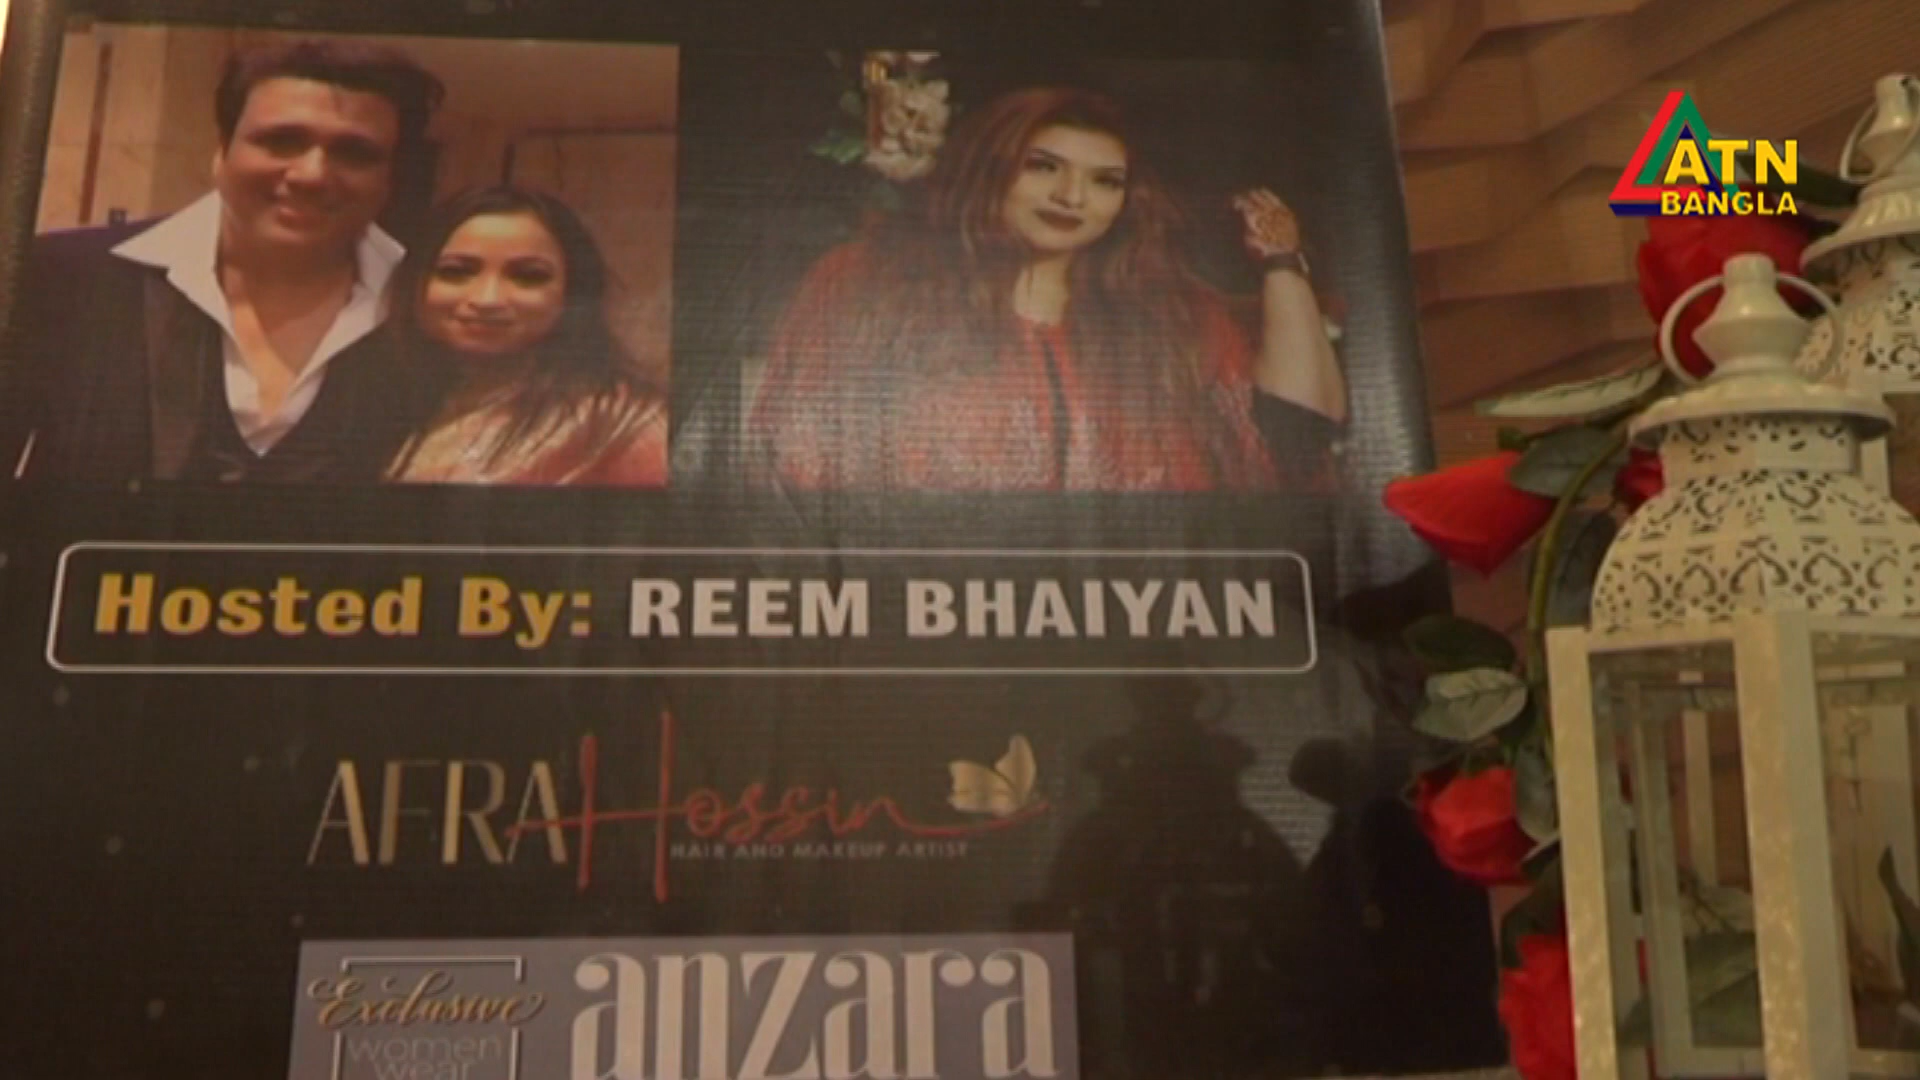 ATN
BANGLA
Hosted By: REEM BHAIYAN
AFRA Hossin
HAIR AND MAKEUP ARTIST
Exclusive
women
wear
anzara